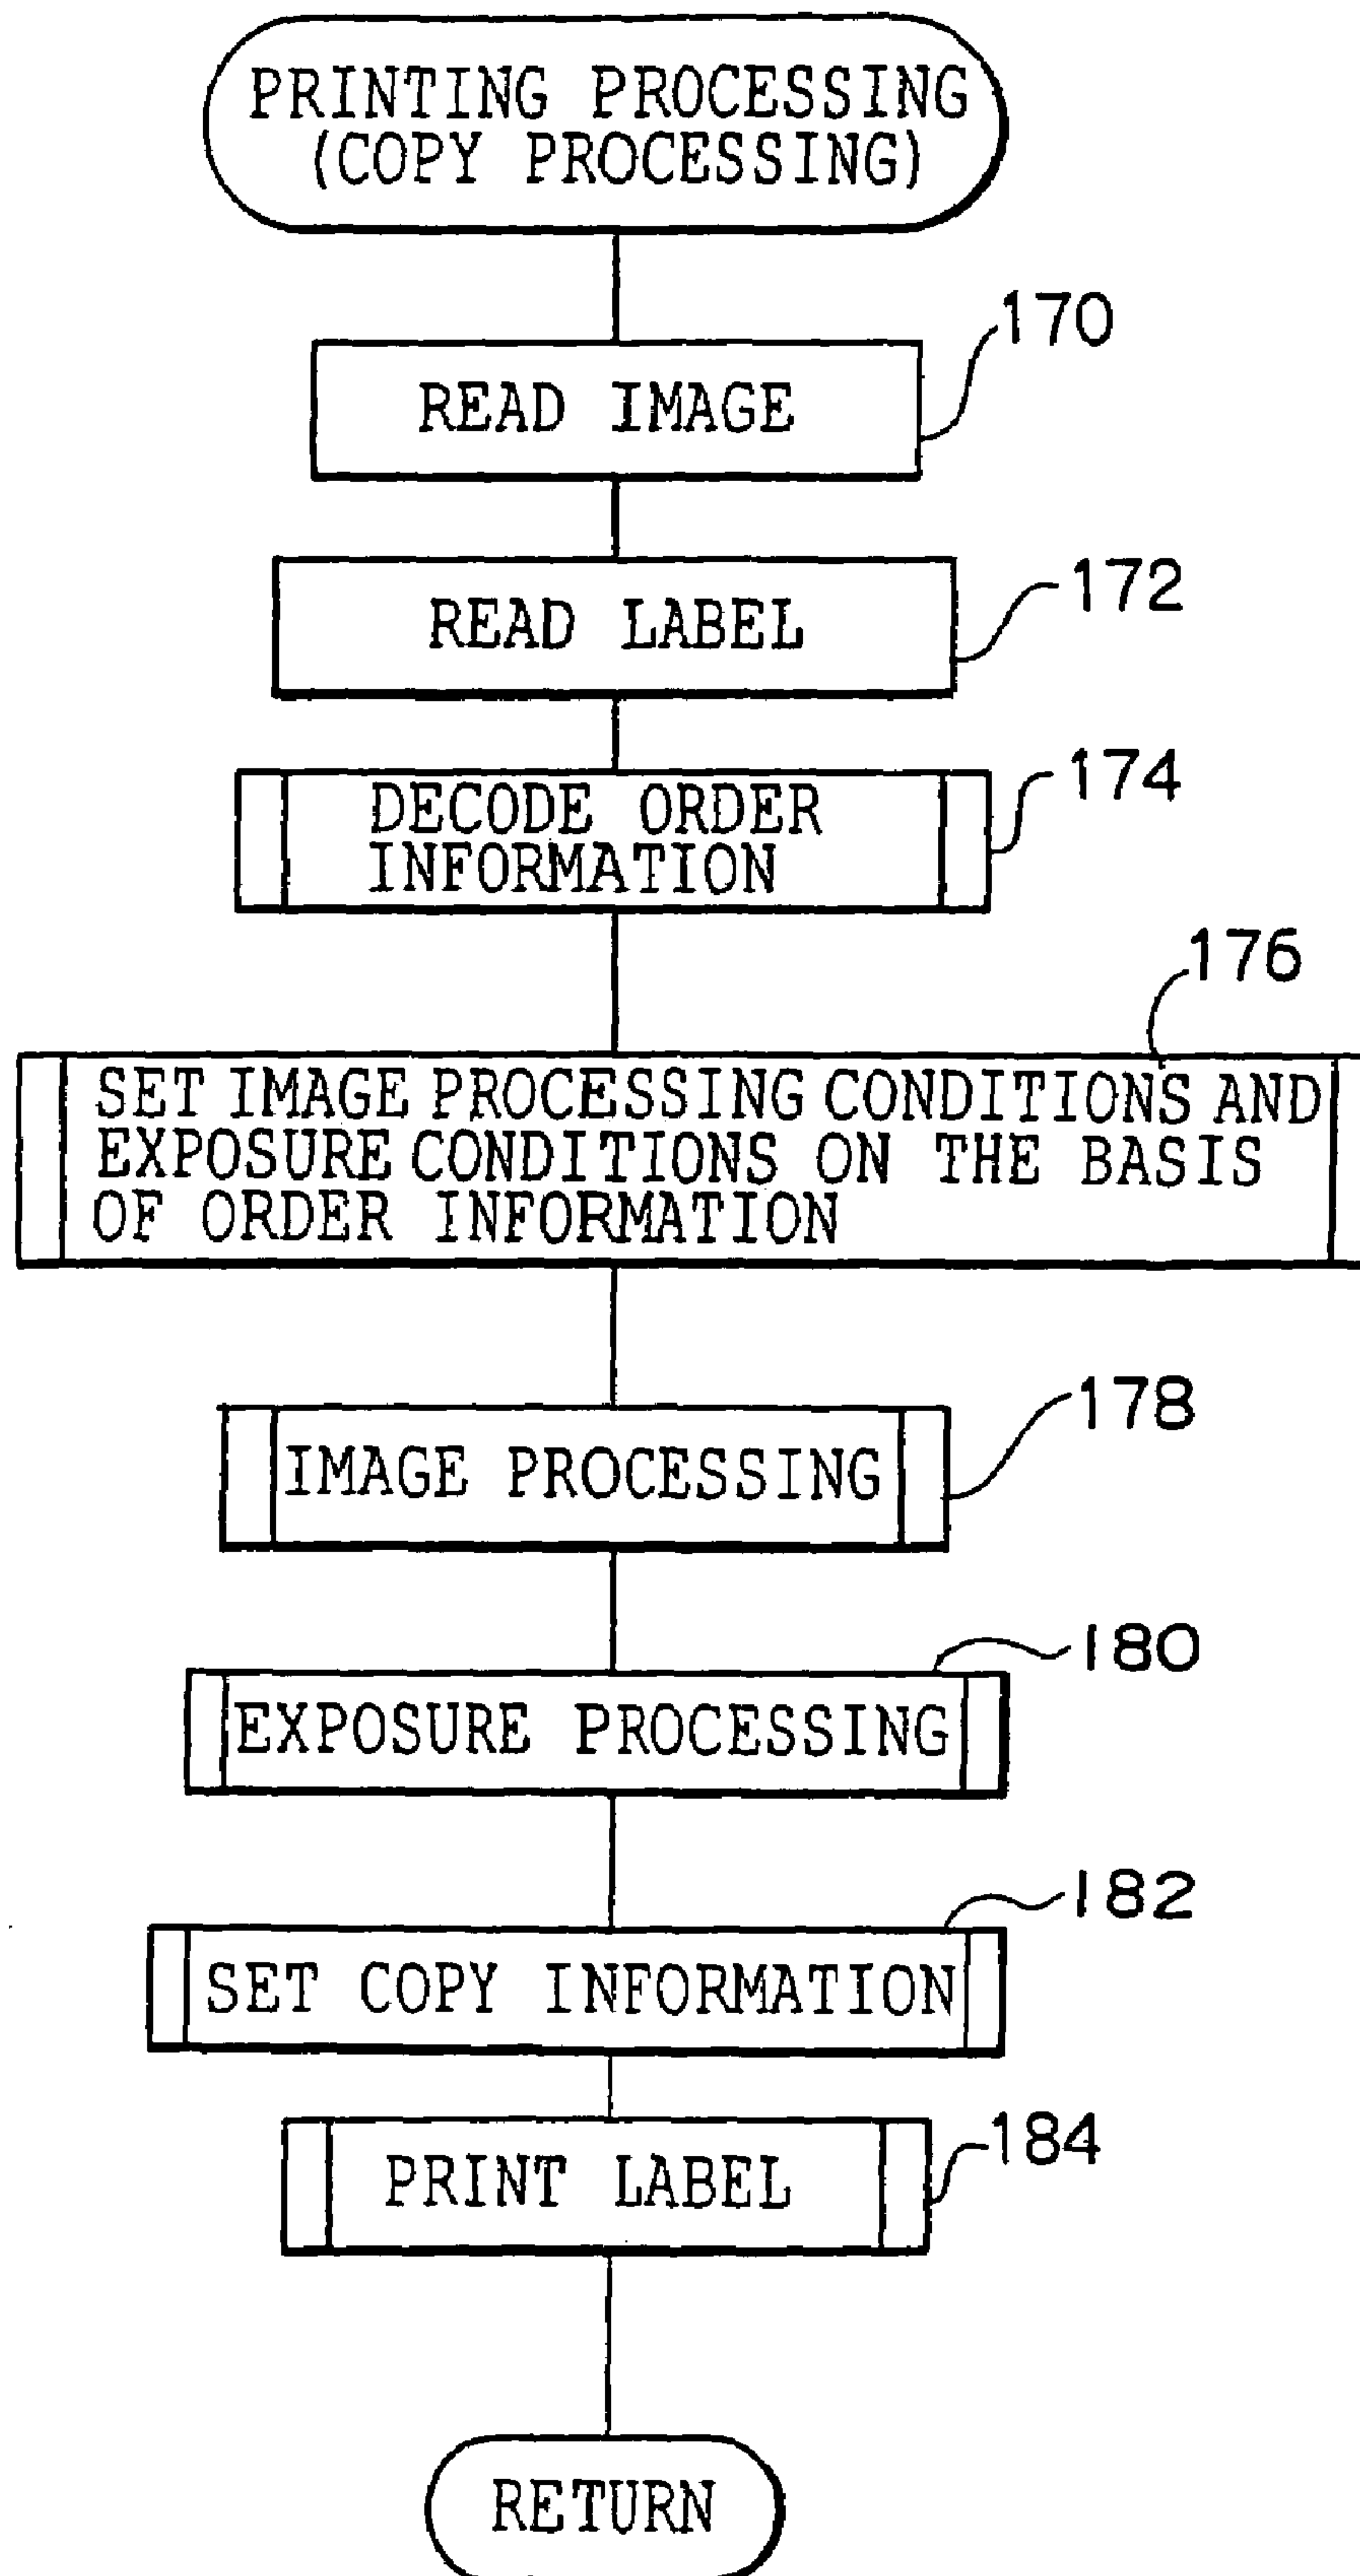 PRINTING PROCESSING
(COPY PROCESSING)
170
READ IMAGE
172
READ LABEL
174
DECODE ORDER
INFORMATION
176
SET IMAGE PROCESSING CONDITIONS AND
EXPOSURE CONDITIONS ON THE BASIS
OF ORDER INFORMATION
178
IMAGE PROCESSING
180
EXPOSURE PROCESSING
182
SET COPY INFORMATION
184
PRINT LABEL
RETURN